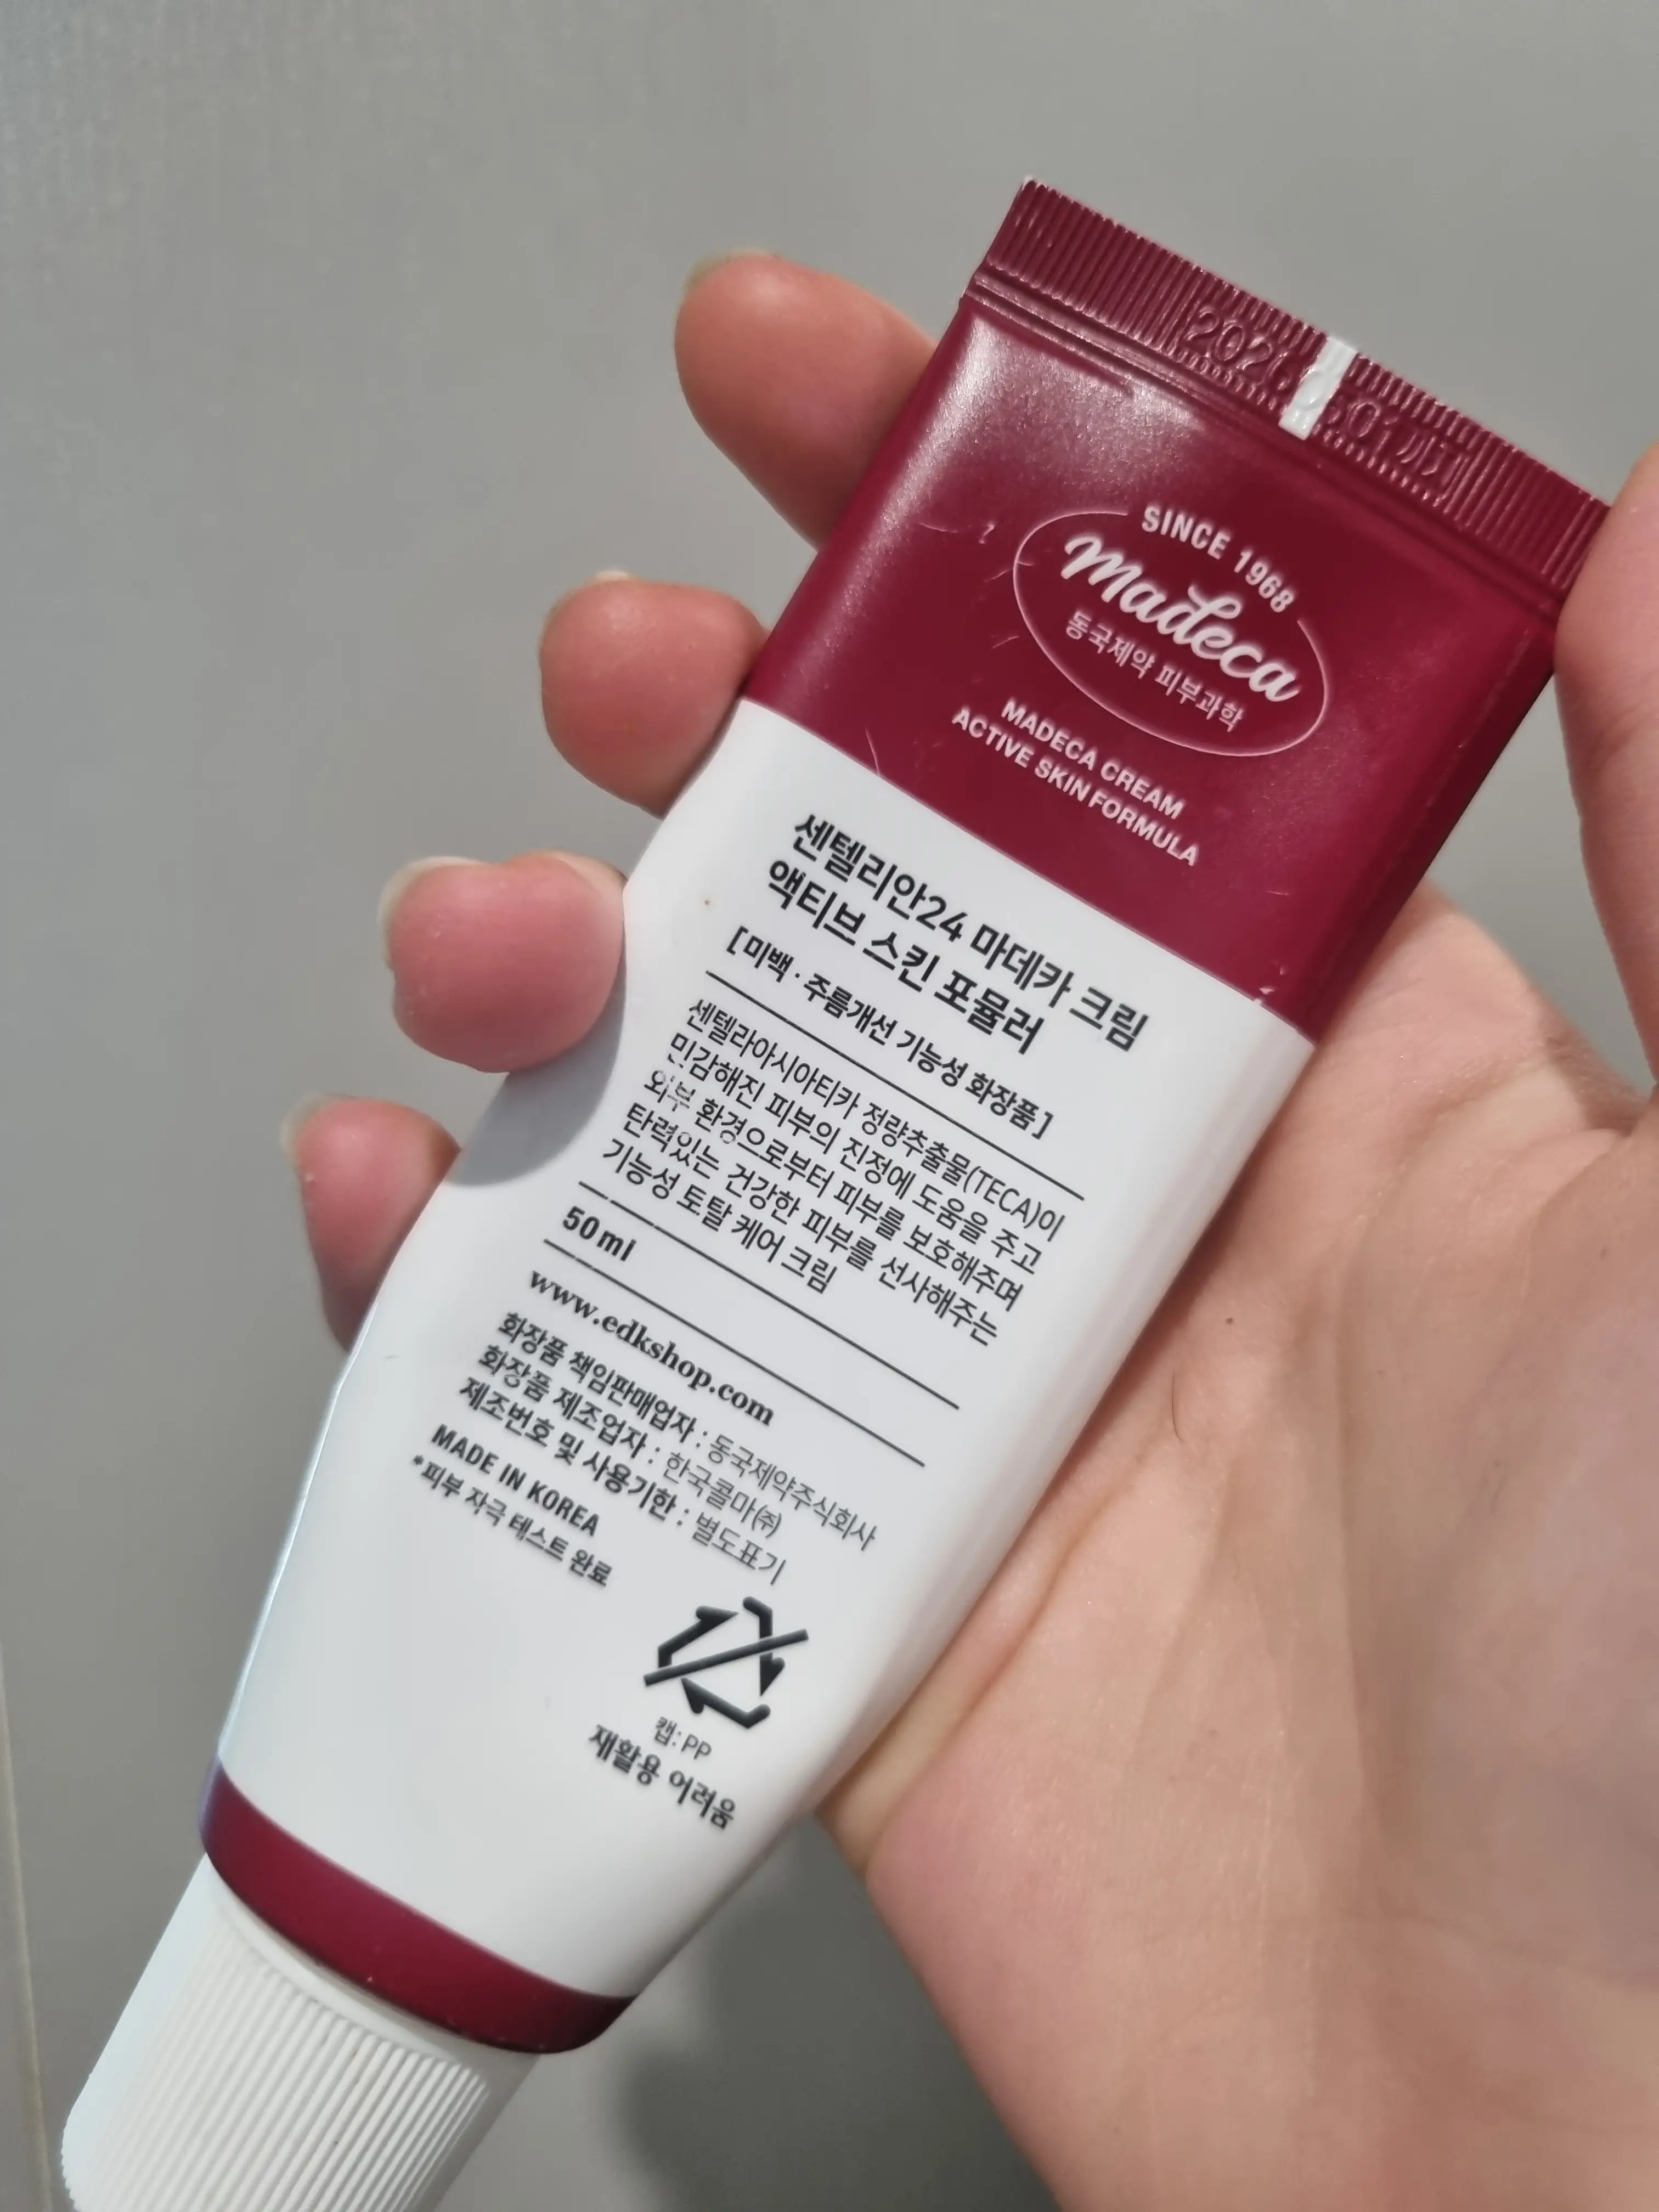 SINCE 1968
madeca
동국제약 피부과학
MADECA CREAM
ACTIVE SKIN FORMULA
센텔리안24 마데카 크림
액티브 스킨 포뮬러
[미백 · 주름개선 기능성 화장품]
센텔라아시아티카 정량추출물(TECA)이
민감해진 피부의 진정에 도움을 주고
외부 환경으로부터 피부를 보호해주며
탄력있는 건강한 피부를 선사해주는
기능성 토탈 케어 크림
50ml
www.edkshop.com
화장품 책임판매업자 : 동국제약주식회사
화장품 제조업자 : 한국콜마㈜
제조번호 및 사용기한 : 별도표기
MADE IN KOREA
*피부 자극 테스트 완료
캡: PP
재활용 어려움